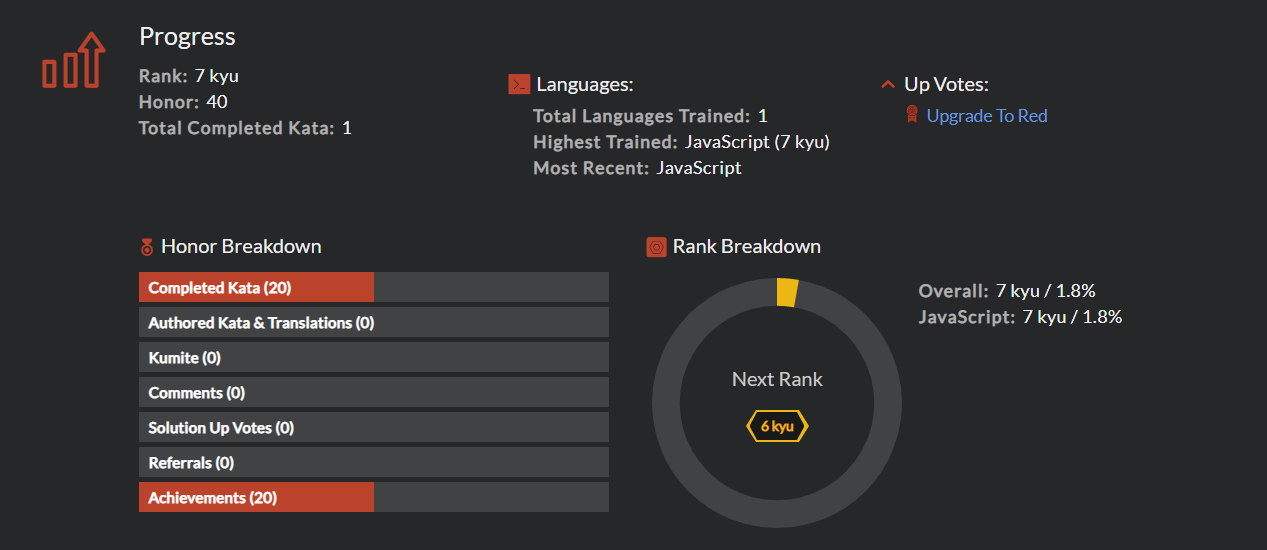 Progress
Rank: 7 kyu
Honor: 40
Total Completed Kata: 1
Languages:
Total Languages Trained: 1
Highest Trained: JavaScript (7 kyu)
Most Recent: JavaScript
Up Votes:
Upgrade To Red
Honor Breakdown
Completed Kata (20)
Authored Kata & Translations (0)
Kumite (0)
Comments (0)
Solution Up Votes (0)
Referrals (0)
Achievements (20)
Rank Breakdown
Next Rank
6 kyu
Overall: 7 kyu / 1.8%
JavaScript: 7 kyu / 1.8%